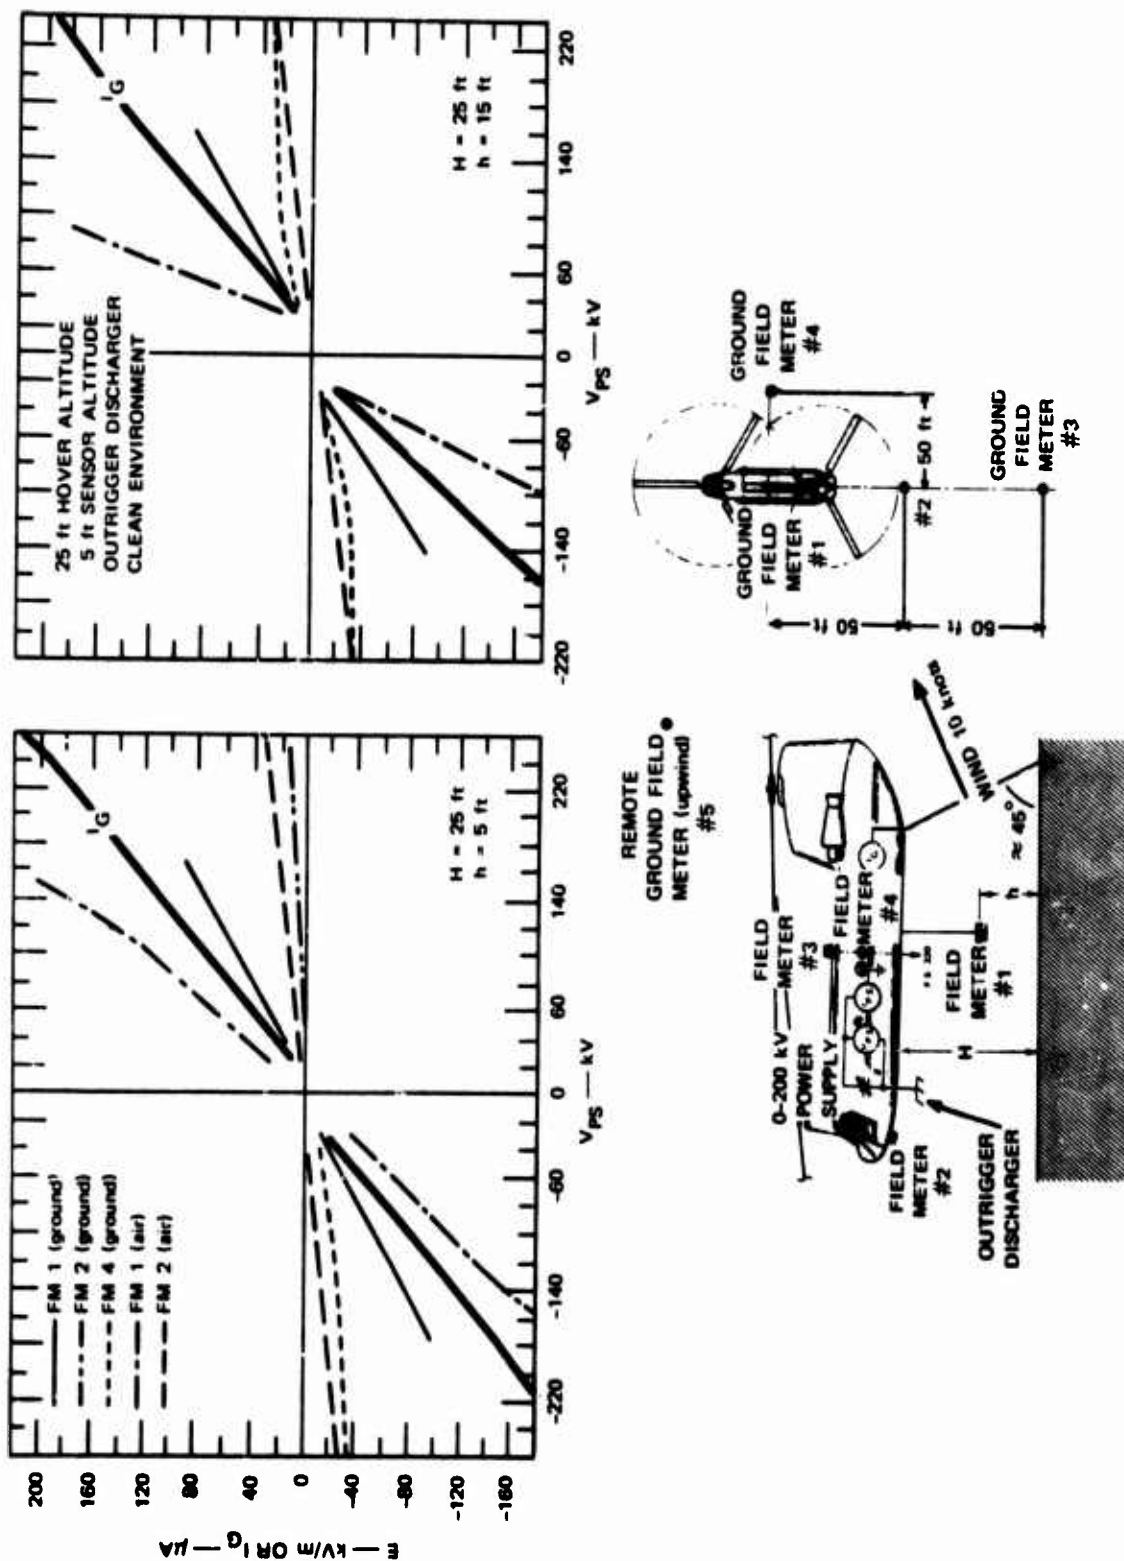 E — kV/m OR I_G — μA
200
160
120
80
40
0
-40
-80
-120
-160
FM 1 (ground)
FM 2 (ground)
FM 4 (ground)
FM 1 (air)
FM 2 (air)
I_G
H = 25 ft
h = 5 ft
-220
-140
-60
0
60
140
220
V_PS — kV
25 ft HOVER ALTITUDE
5 ft SENSOR ALTITUDE
OUTRIGGER DISCHARGER
CLEAN ENVIRONMENT
I_G
H = 25 ft
h = 15 ft
-220
-140
-60
0
60
140
220
V_PS — kV
REMOTE
GROUND FIELD
METER (upwind)
#5
0-200 kV
POWER
SUPPLY
FIELD
METER
#3
FIELD
METER
#4
FIELD
METER
#1
FIELD
METER
#2
OUTRIGGER
DISCHARGER
H
h
≈ 45°
WIND 10 knots
GROUND
FIELD
METER
#1
#2
GROUND
FIELD
METER
#3
GROUND
FIELD
METER
#4
50 ft
50 ft
50 ft